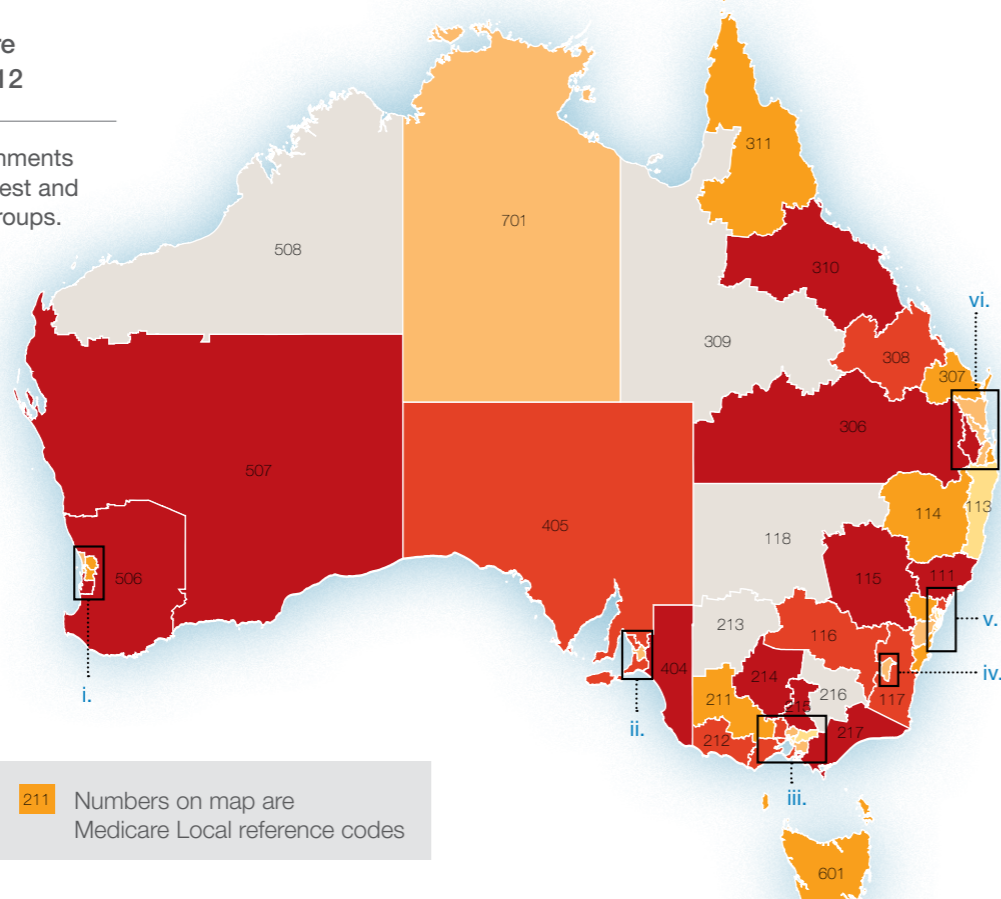 re
12
nments
est and
roups.
311
701
508
310
vi.
309
308
307
306
507
405
114
113
118
506
115
111
213
116
v.
404
214
iv.
i.
211
215
216
117
ii.
212
217
iii.
211 Numbers on map are
Medicare Local reference codes
601